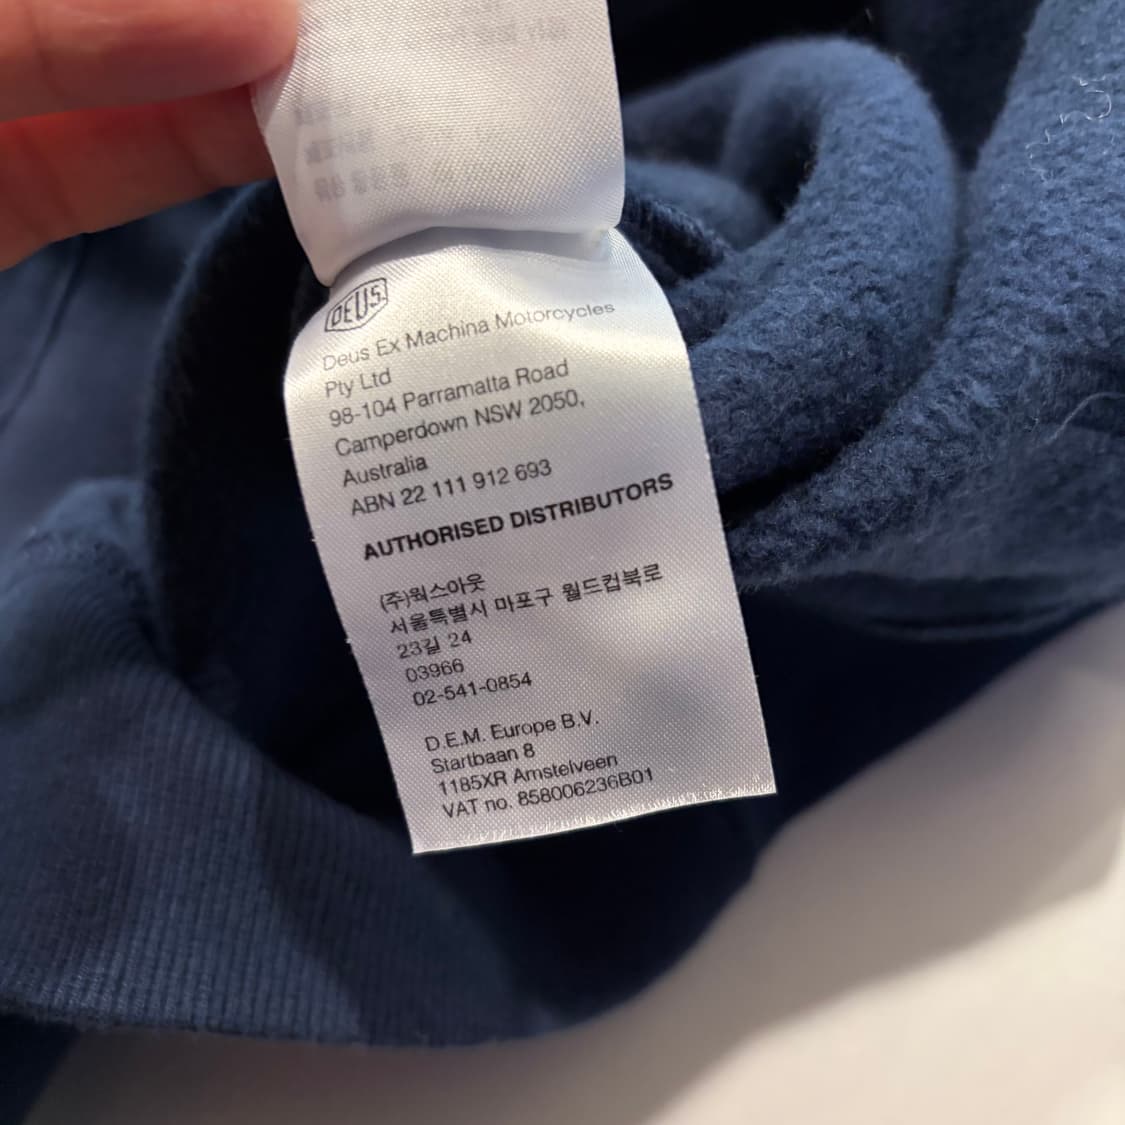 DEUS
Deus Ex Machina Motorcycles
Pty Ltd
98-104 Parramatta Road
Camperdown NSW 2050,
Australia
ABN 22 111 912 693
AUTHORISED DISTRIBUTORS
(주)웍스아웃
서울특별시 마포구 월드컵북로
23길 24
03966
02-541-0854
D.E.M. Europe B.V.
Startbaan 8
1185XR Amstelveen
VAT no. 858006236B01